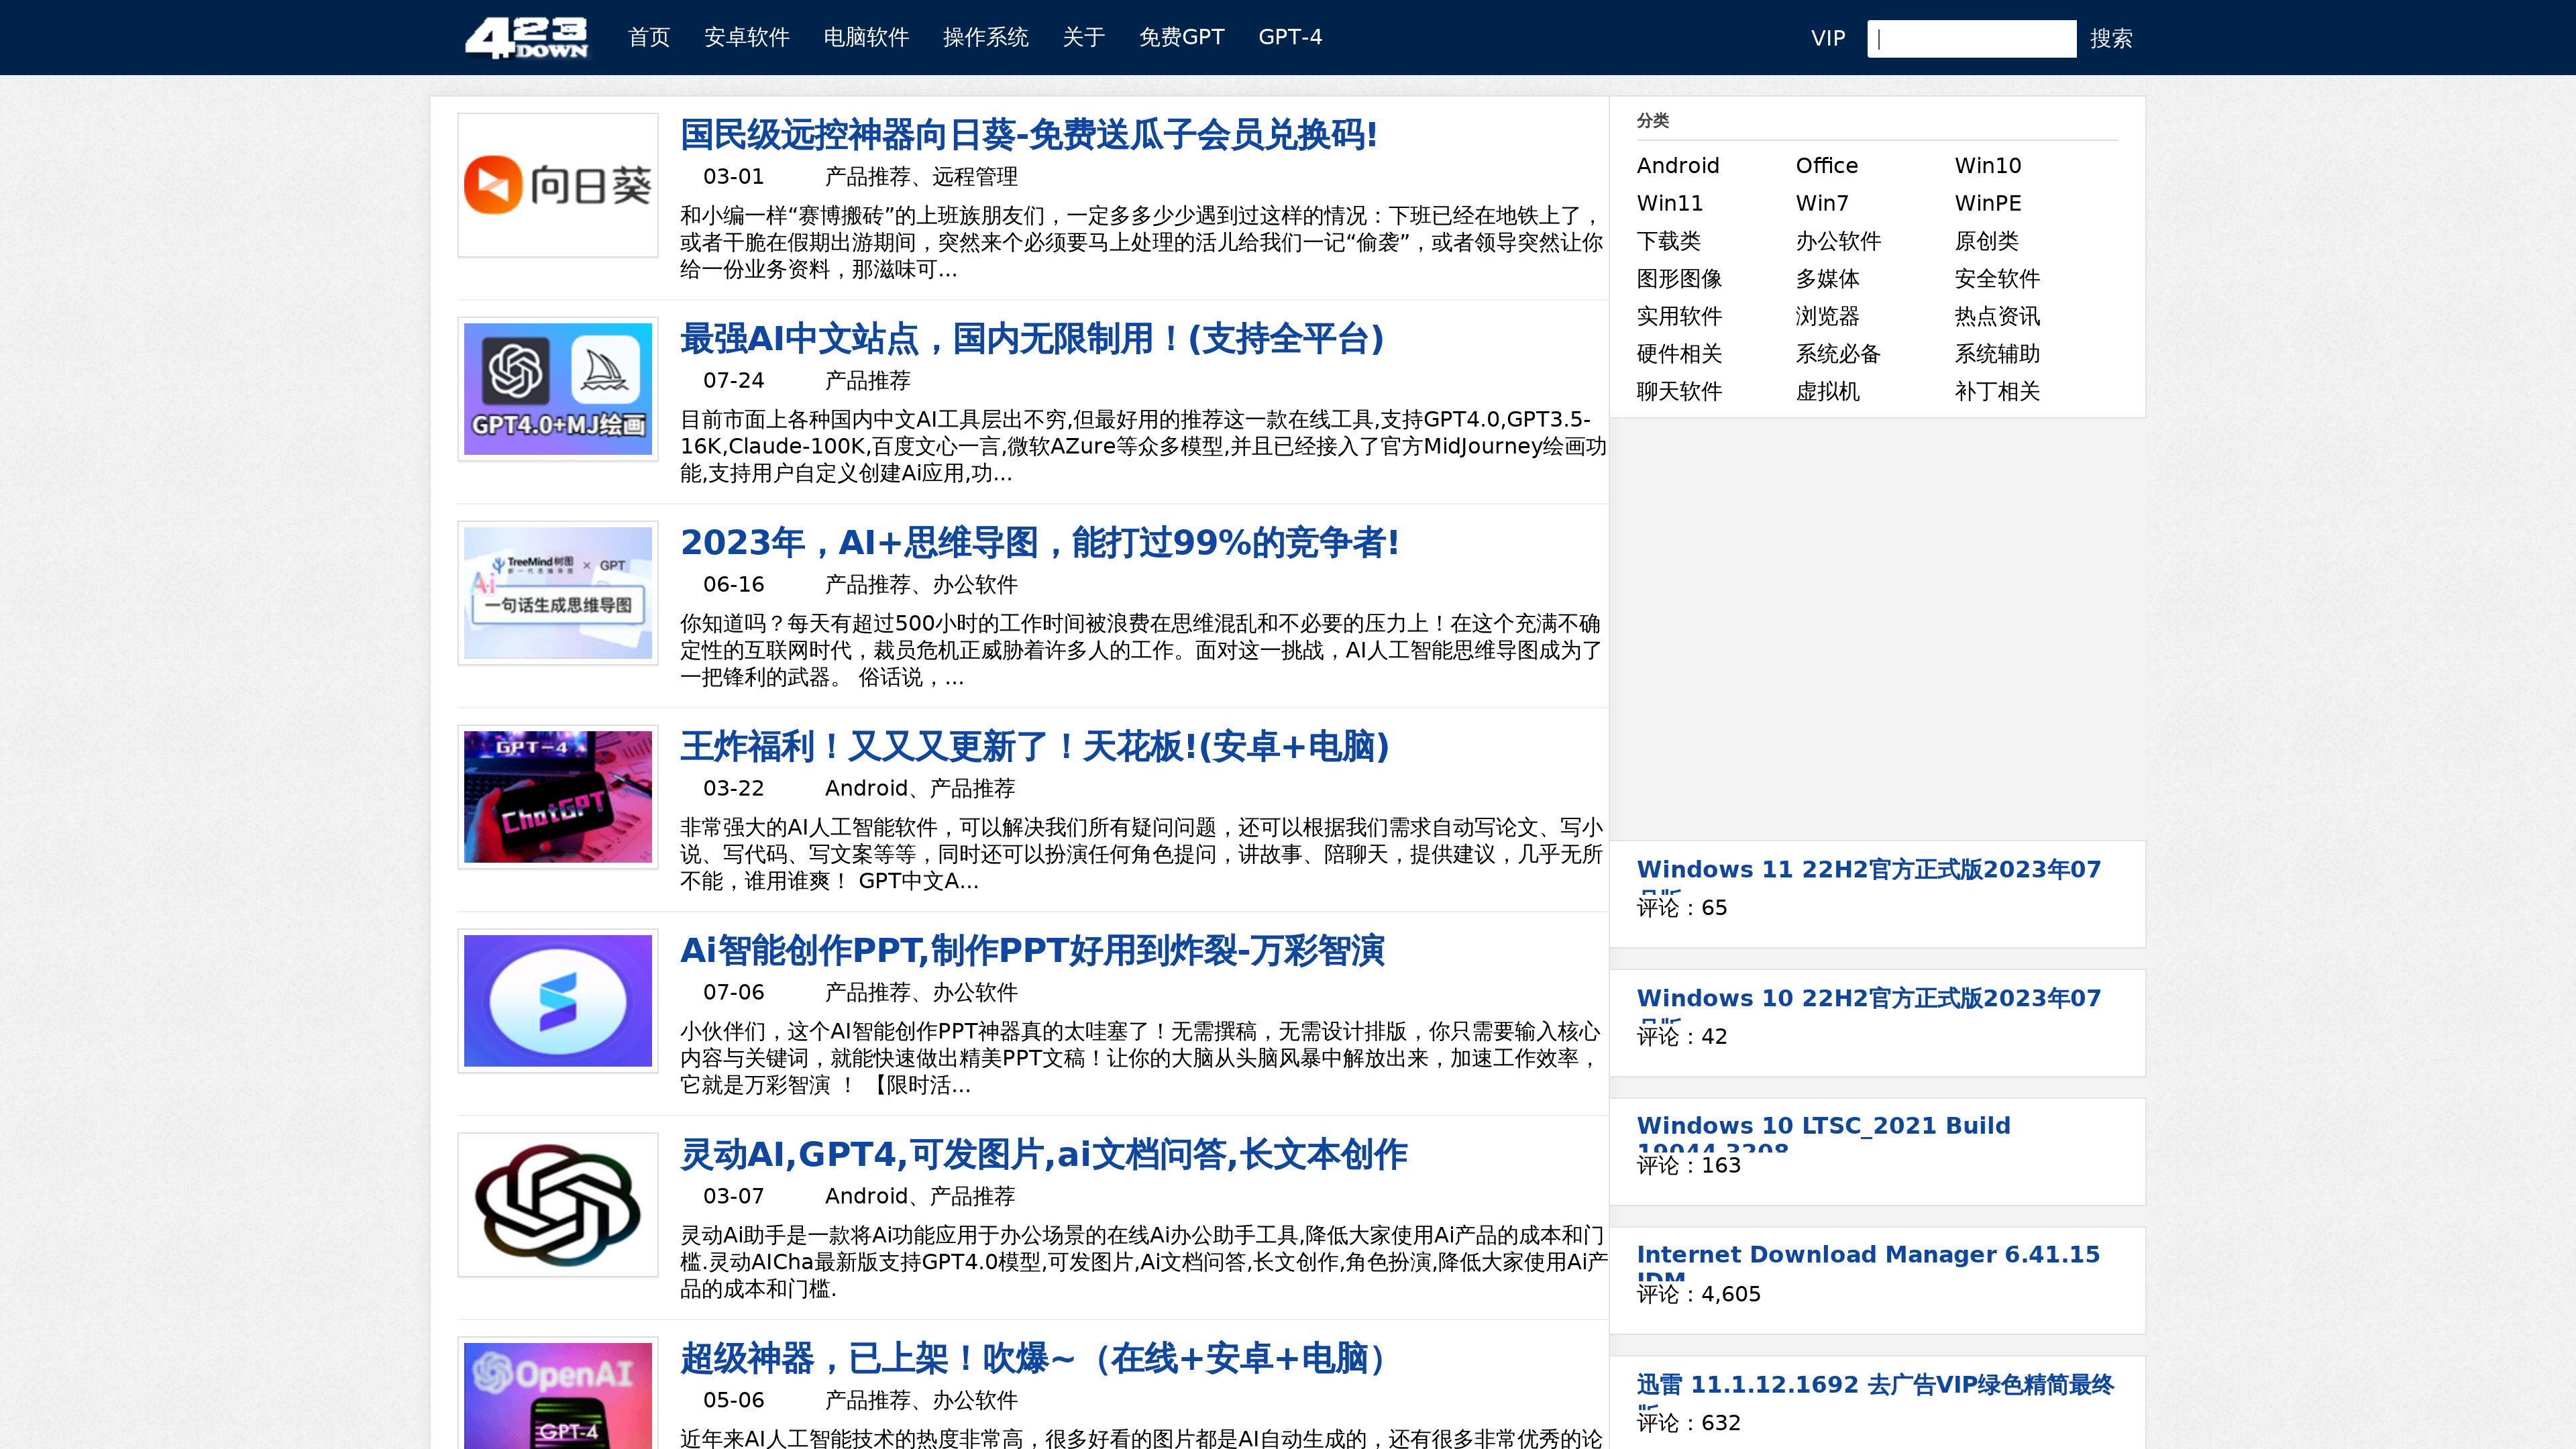 423 DOWN
首页 安卓软件 电脑软件 操作系统 关于 免费GPT GPT-4 VIP 搜索
向日葵
国民级远控神器向日葵-免费送瓜子会员兑换码!
03-01 产品推荐、远程管理
和小编一样“赛博搬砖”的上班族朋友们，一定多多少少遇到过这样的情况：下班已经在地铁上了，
或者干脆在假期出游期间，突然来个必须要马上处理的活儿给我们一记“偷袭”，或者领导突然让你
给一份业务资料，那滋味可...
GPT4.0+MJ绘画
最强AI中文站点，国内无限制用！(支持全平台)
07-24 产品推荐
目前市面上各种国内中文AI工具层出不穷,但最好用的推荐这一款在线工具,支持GPT4.0,GPT3.5-
16K,Claude-100K,百度文心一言,微软AZure等众多模型,并且已经接入了官方MidJourney绘画功
能,支持用户自定义创建Ai应用,功...
TreeMind树图 × GPT
新一代思维导图
Ai
一句话生成思维导图
2023年，AI+思维导图，能打过99%的竞争者!
06-16 产品推荐、办公软件
你知道吗？每天有超过500小时的工作时间被浪费在思维混乱和不必要的压力上！在这个充满不确
定性的互联网时代，裁员危机正威胁着许多人的工作。面对这一挑战，AI人工智能思维导图成为了
一把锋利的武器。 俗话说，...
GPT-4
ChatGPT
王炸福利！又又又更新了！天花板!(安卓+电脑)
03-22 Android、产品推荐
非常强大的AI人工智能软件，可以解决我们所有疑问问题，还可以根据我们需求自动写论文、写小
说、写代码、写文案等等，同时还可以扮演任何角色提问，讲故事、陪聊天，提供建议，几乎无所
不能，谁用谁爽！ GPT中文A...
Ai智能创作PPT,制作PPT好用到炸裂-万彩智演
07-06 产品推荐、办公软件
小伙伴们，这个AI智能创作PPT神器真的太哇塞了！无需撰稿，无需设计排版，你只需要输入核心
内容与关键词，就能快速做出精美PPT文稿！让你的大脑从头脑风暴中解放出来，加速工作效率，
它就是万彩智演 ！ 【限时活...
灵动AI,GPT4,可发图片,ai文档问答,长文本创作
03-07 Android、产品推荐
灵动Ai助手是一款将Ai功能应用于办公场景的在线Ai办公助手工具,降低大家使用Ai产品的成本和门
槛.灵动AICha最新版支持GPT4.0模型,可发图片,Ai文档问答,长文创作,角色扮演,降低大家使用Ai产
品的成本和门槛.
OpenAI
GPT-4
超级神器，已上架！吹爆~（在线+安卓+电脑）
05-06 产品推荐、办公软件
近年来AI人工智能技术的热度非常高，很多好看的图片都是AI自动生成的，还有很多非常优秀的论
分类
Android Office Win10
Win11 Win7 WinPE
下载类 办公软件 原创类
图形图像 多媒体 安全软件
实用软件 浏览器 热点资讯
硬件相关 系统必备 系统辅助
聊天软件 虚拟机 补丁相关
Windows 11 22H2官方正式版2023年07
月版
评论：65
Windows 10 22H2官方正式版2023年07
月版
评论：42
Windows 10 LTSC_2021 Build
19044.3208
评论：163
Internet Download Manager 6.41.15
IDM
评论：4,605
迅雷 11.1.12.1692 去广告VIP绿色精简最终
版
评论：632